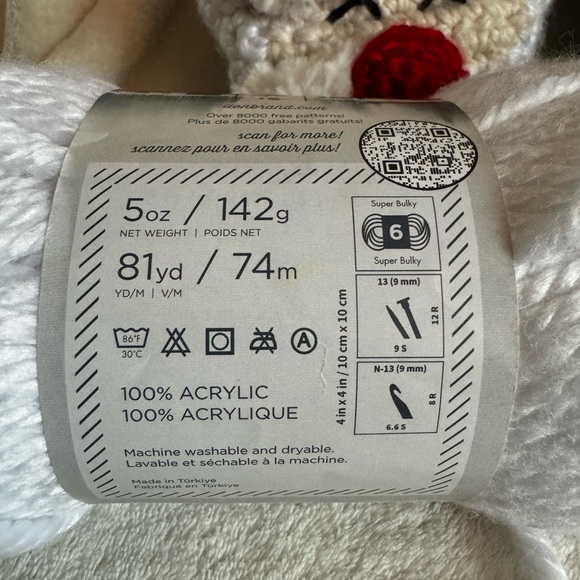 Over 8000 free patterns!
Plus de 8000 gabarits gratuits!
scan for more!
scannez pour en savoir plus!
5oz / 142g
NET WEIGHT | POIDS NET
81yd / 74m
YD/M | V/M
86°F
30°C
A
100% ACRYLIC
100% ACRYLIQUE
Machine washable and dryable.
Lavable et séchable à la machine.
Made in Türkiye
Fabriqué en Türkiye
Super Bulky
6
Super Bulky
4 in x 4 in / 10 cm x 10 cm
13 (9 mm)
12 R
9 S
N-13 (9 mm)
8 R
6.6 S